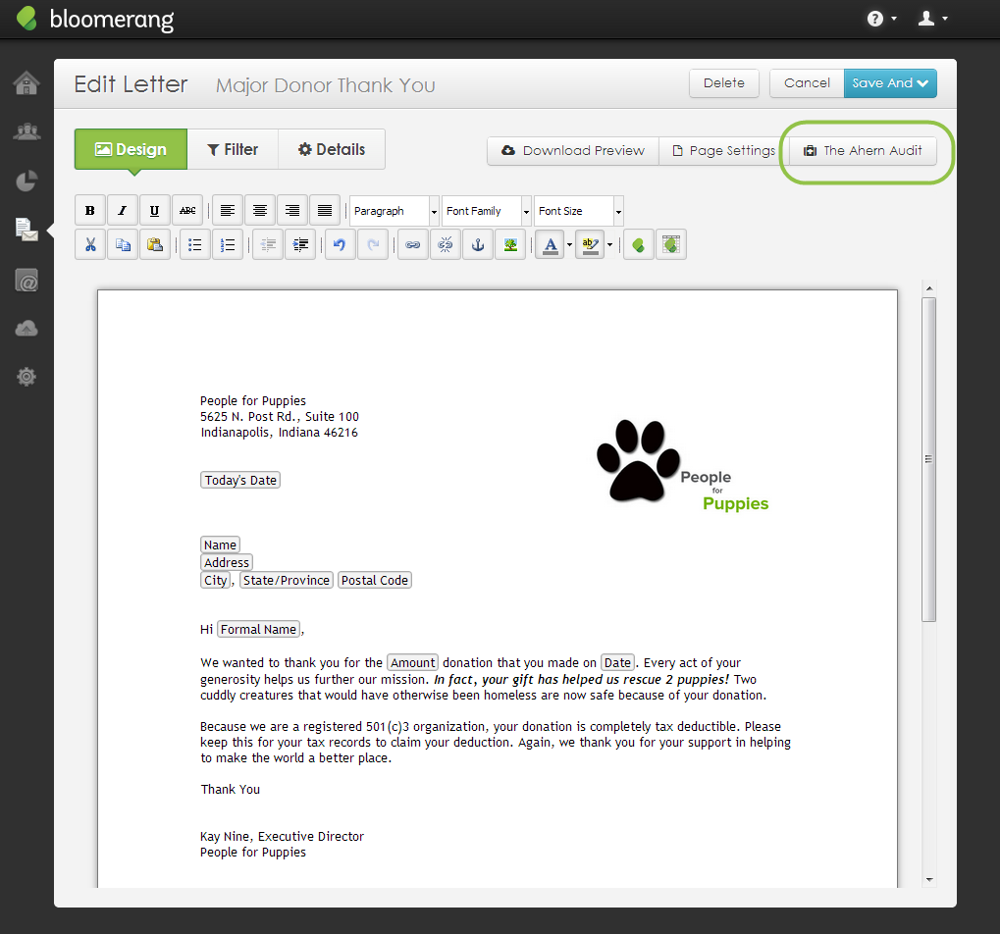 bloomerang
Edit Letter Major Donor Thank You Delete Cancel Save And
Design Filter Details Download Preview Page Settings The Ahern Audit
B I U ABC Paragraph Font Family Font Size
People for Puppies
5625 N. Post Rd., Suite 100
Indianapolis, Indiana 46216
People
for
Puppies
Today's Date
Name
Address
City, State/Province Postal Code
Hi Formal Name,
We wanted to thank you for the Amount donation that you made on Date. Every act of your
generosity helps us further our mission. In fact, your gift has helped us rescue 2 puppies! Two
cuddly creatures that would have otherwise been homeless are now safe because of your donation.
Because we are a registered 501(c)3 organization, your donation is completely tax deductible. Please
keep this for your tax records to claim your deduction. Again, we thank you for your support in helping
to make the world a better place.
Thank You
Kay Nine, Executive Director
People for Puppies